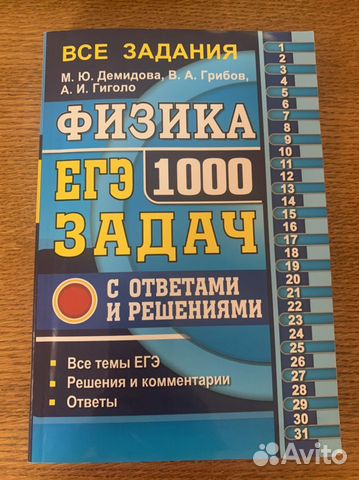 ВСЕ ЗАДАНИЯ
М. Ю. Демидова, В. А. Грибов,
А. И. Гиголо
ФИЗИКА
ЕГЭ 1000
ЗАДАЧ
С ОТВЕТАМИ
И РЕШЕНИЯМИ
Все темы ЕГЭ
Решения и комментарии
Ответы
1
2
3
4
5
6
7
8
9
10
11
12
13
14
15
16
17
18
19
20
21
22
23
24
25
26
27
28
29
30
31
Avito